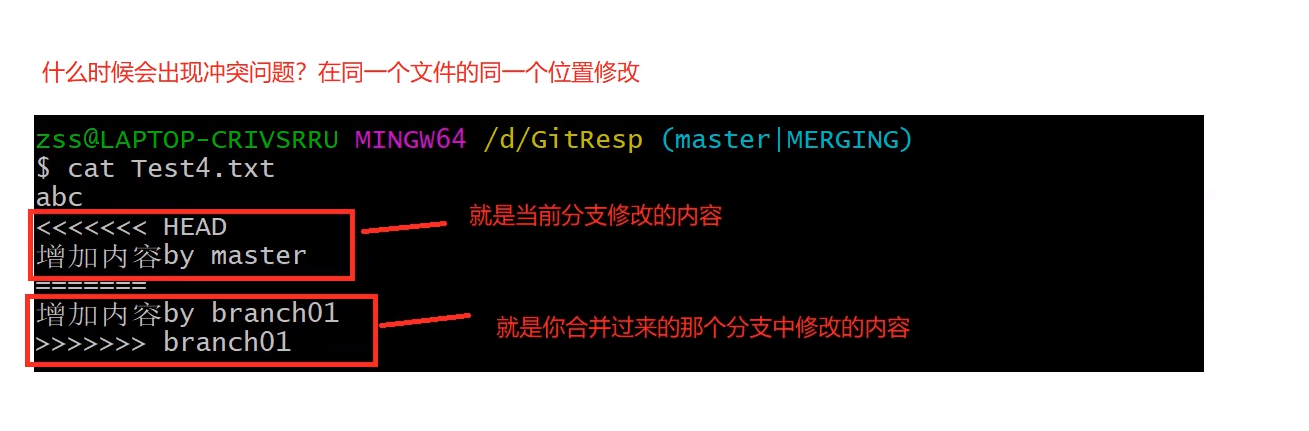 什么时候会出现冲突问题？在同一个文件的同一个位置修改
zss@LAPTOP-CRIVSRRU MINGW64 /d/GitResp (master|MERGING)
$ cat Test4.txt
abc
<<<<<<< HEAD
就是当前分支修改的内容
增加内容by master
=======
增加内容by branch01
就是你合并过来的那个分支中修改的内容
>>>>>>> branch01